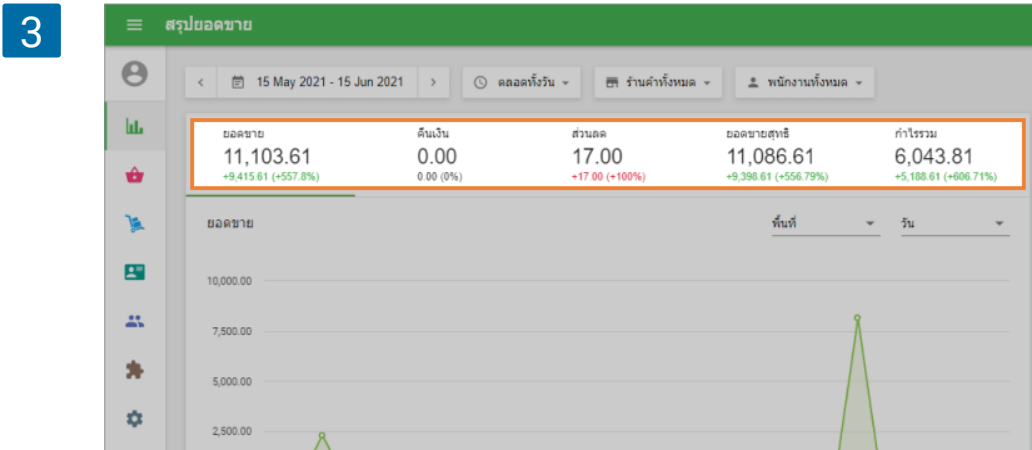 3
สรุปยอดขาย
15 May 2021 - 15 Jun 2021 ตลอดทั้งวัน ร้านค้าทั้งหมด พนักงานทั้งหมด
ยอดขาย คืนเงิน ส่วนลด ยอดขายสุทธิ กำไรรวม
11,103.61 0.00 17.00 11,086.61 6,043.81
+9,415.61 (+557.8%) 0.00 (0%) +17.00 (+100%) +9,398.61 (+556.79%) +5,188.61 (+606.71%)
ยอดขาย พื้นที่ วัน
10,000.00
7,500.00
5,000.00
2,500.00